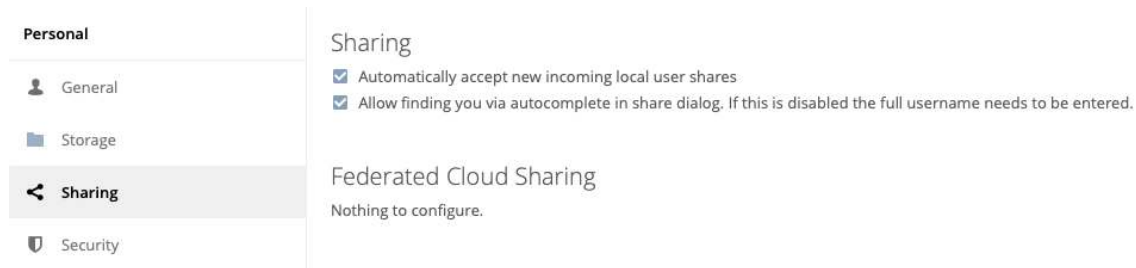 Personal
General
Storage
Sharing
Security
Sharing
Automatically accept new incoming local user shares
Allow finding you via autocomplete in share dialog. If this is disabled the full username needs to be entered.
Federated Cloud Sharing
Nothing to configure.